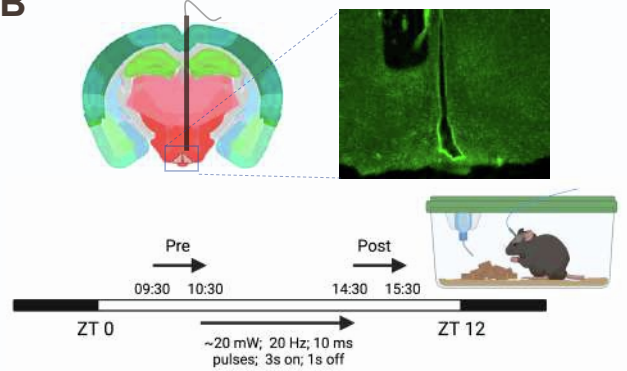 B
Pre
Post
09:30 10:30
14:30 15:30
ZT 0
ZT 12
~20 mW; 20 Hz; 10 ms
pulses; 3s on; 1s off